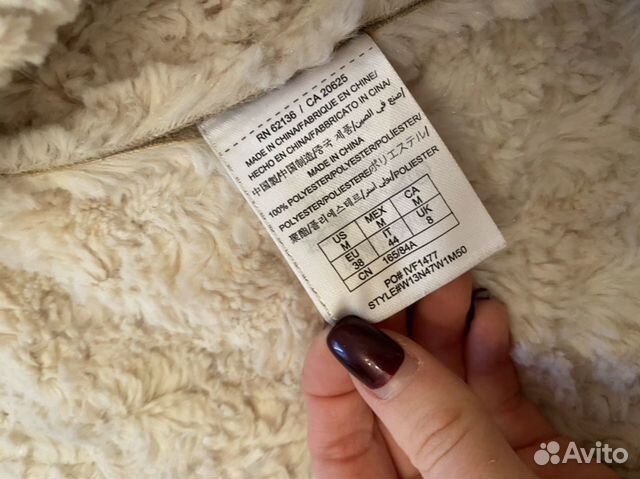 RN 62136 / CA 20625
MADE IN CHINA/FABRIQUE EN CHINE/
HECHO EN CHINA/FABBRICATO IN CINA/
中国製/中国制造/중국 제품/صنع في الصين/
MADE IN CHINA
100% POLYESTER/POLYESTER/POLIESTER/
POLYESTER/POLIESTERE/ポリエステル/
聚酯/폴리에스테르/بوليستر/POLIESTER
US MEX CA
M M M
EU IT UK
38 44 8
CN 165/84A
PO# IVF1477
STYLE#W13N47W1M50
Avito